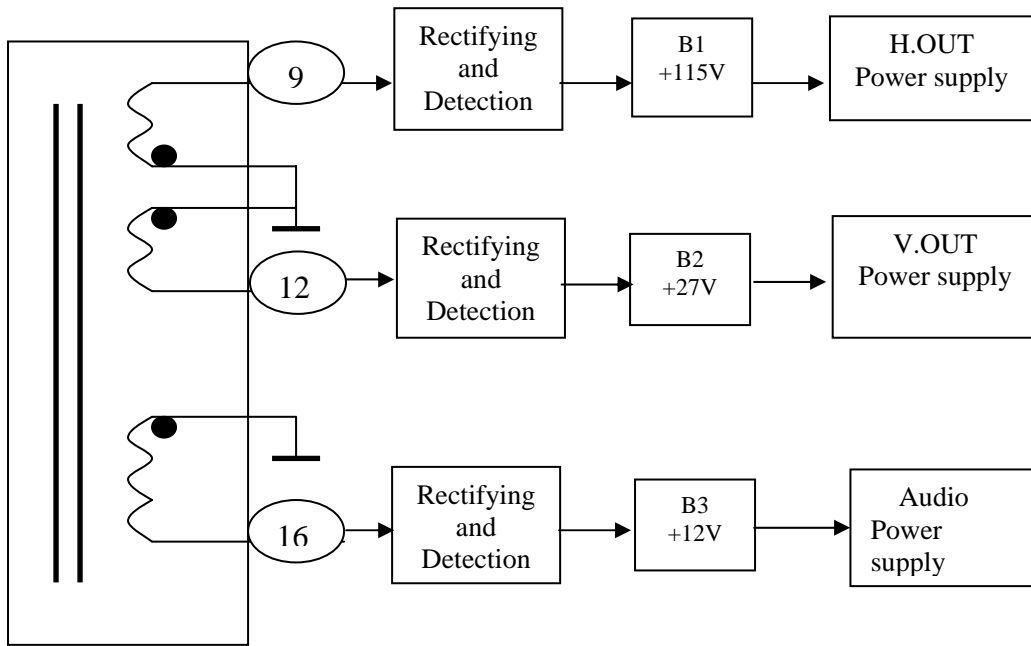 9
Rectifying
and
Detection
B1
+115V
H.OUT
Power supply
12
Rectifying
and
Detection
B2
+27V
V.OUT
Power supply
16
Rectifying
and
Detection
B3
+12V
Audio
Power
supply